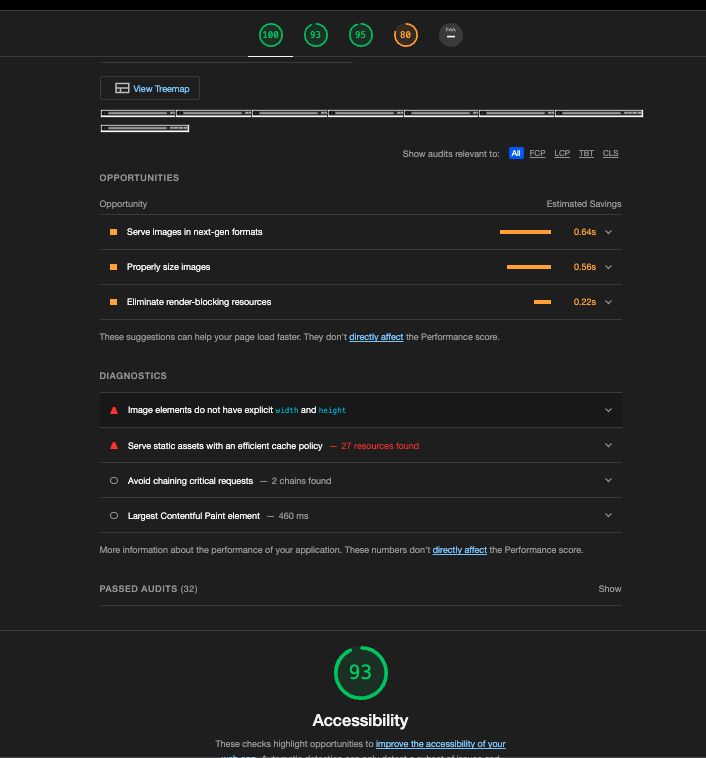 100 93 95 80 PWA
View Treemap
Show audits relevant to: All FCP LCP TBT CLS
OPPORTUNITIES
Opportunity Estimated Savings
Serve images in next-gen formats 0.64s
Properly size images 0.56s
Eliminate render-blocking resources 0.22s
These suggestions can help your page load faster. They don't directly affect the Performance score.
DIAGNOSTICS
Image elements do not have explicit width and height
Serve static assets with an efficient cache policy — 27 resources found
Avoid chaining critical requests — 2 chains found
Largest Contentful Paint element — 460 ms
More information about the performance of your application. These numbers don't directly affect the Performance score.
PASSED AUDITS (32) Show
93
Accessibility
These checks highlight opportunities to improve the accessibility of your